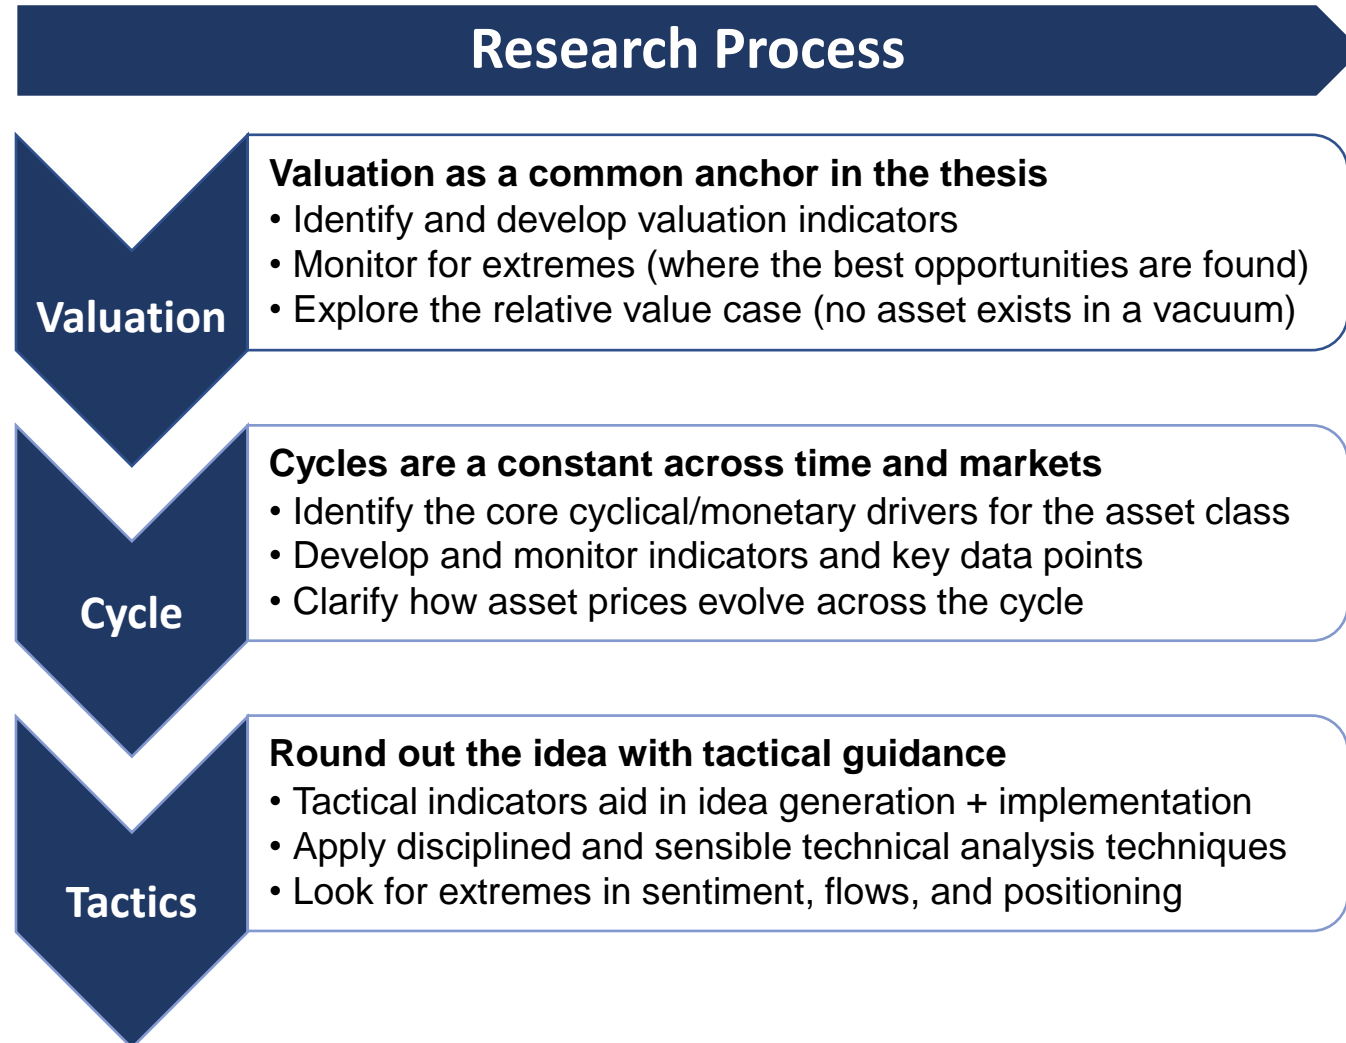 Research Process
Valuation
Valuation as a common anchor in the thesis
• Identify and develop valuation indicators
• Monitor for extremes (where the best opportunities are found)
• Explore the relative value case (no asset exists in a vacuum)
Cycle
Cycles are a constant across time and markets
• Identify the core cyclical/monetary drivers for the asset class
• Develop and monitor indicators and key data points
• Clarify how asset prices evolve across the cycle
Tactics
Round out the idea with tactical guidance
• Tactical indicators aid in idea generation + implementation
• Apply disciplined and sensible technical analysis techniques
• Look for extremes in sentiment, flows, and positioning